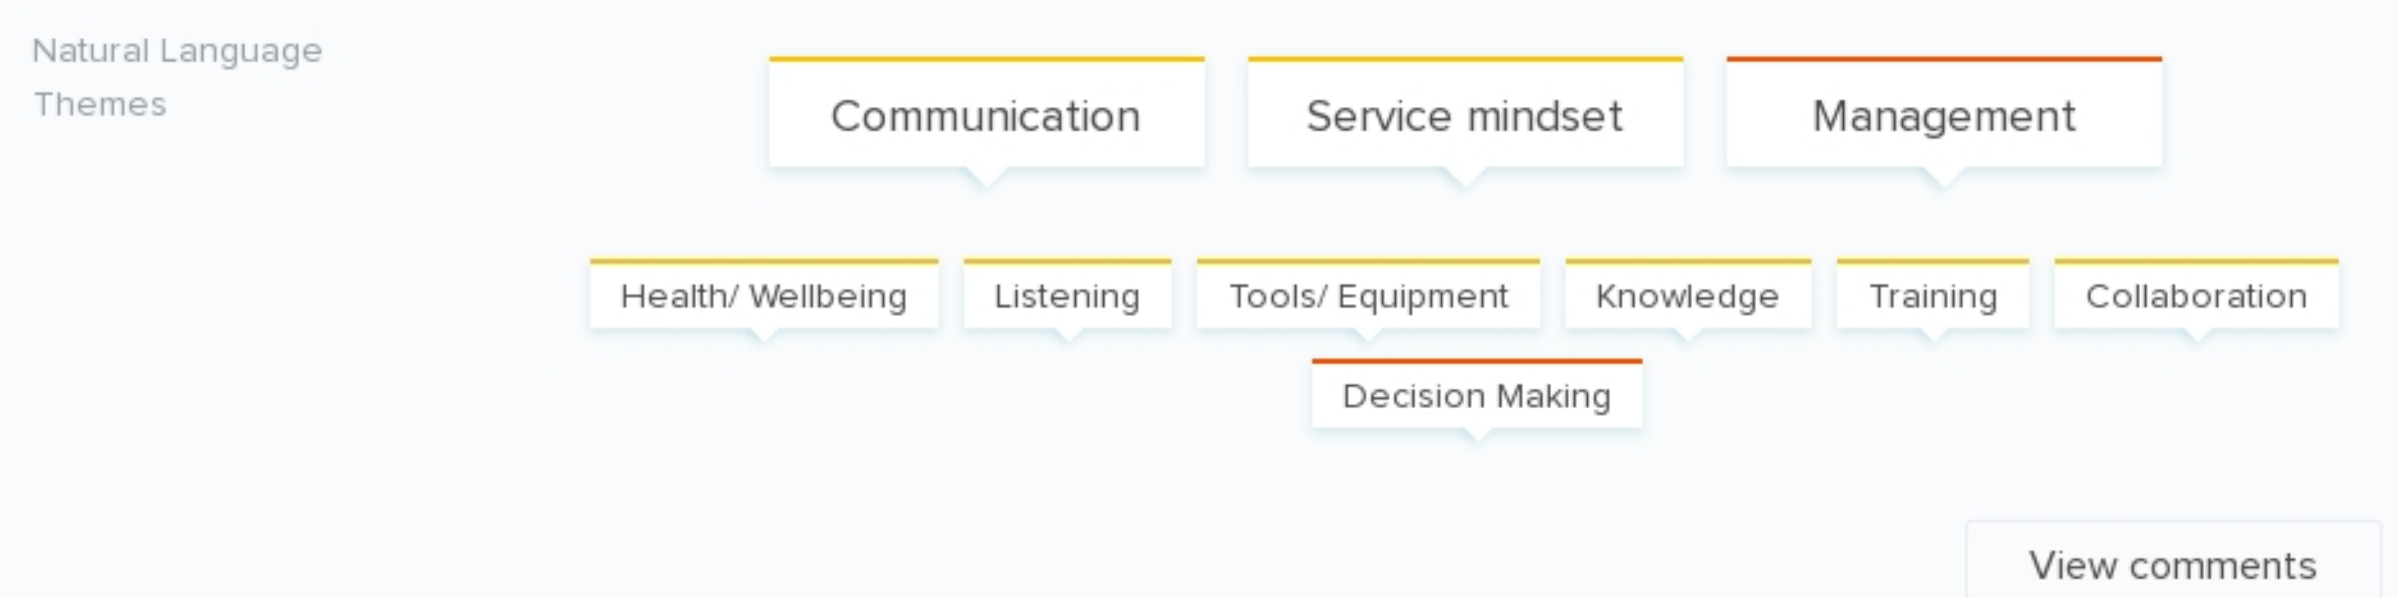 Natural Language
Themes
Communication
Service mindset
Management
Health/ Wellbeing
Listening
Tools/ Equipment
Knowledge
Training
Collaboration
Decision Making
View comments